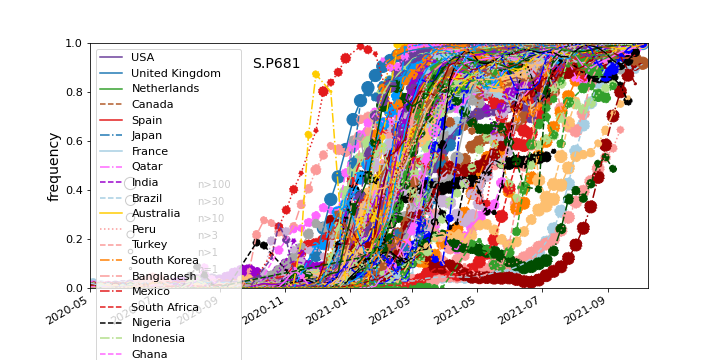 S.P681
frequency
1.0
0.8
0.6
0.4
0.2
0.0
USA
United Kingdom
Netherlands
Canada
Spain
Japan
France
Qatar
India
Brazil
Australia
Peru
Turkey
South Korea
Bangladesh
Mexico
South Africa
Nigeria
Indonesia
Ghana
n>100
n>30
n>10
n>3
n>1
2020-05
2020-09
2020-11
2021-01
2021-03
2021-05
2021-07
2021-09